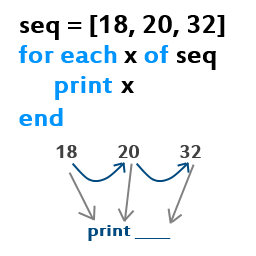 seq = [18, 20, 32]
for each x of seq
print x
end
18 20 32
print ____